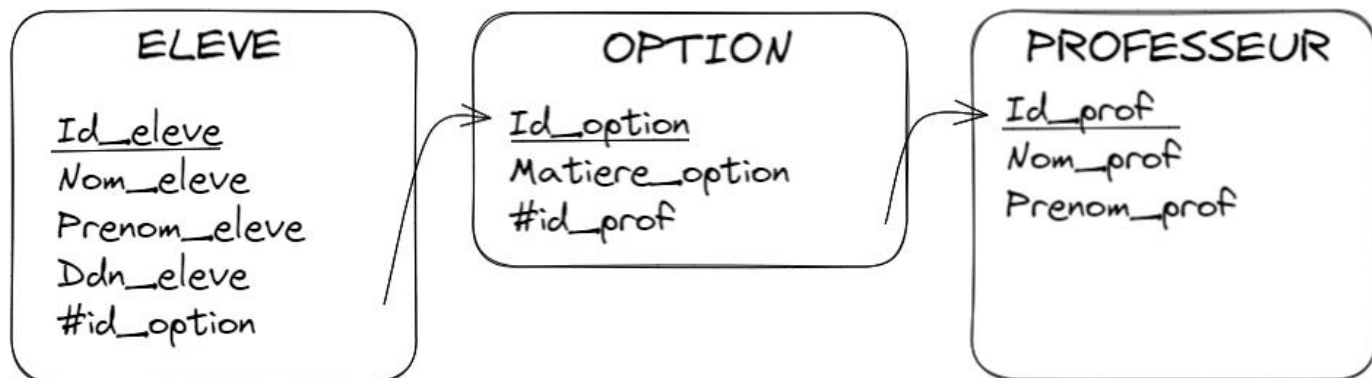 ELEVE
Id_eleve
Nom_eleve
Prenom_eleve
Ddn_eleve
#id_option
OPTION
Id_option
Matiere_option
#id_prof
PROFESSEUR
Id_prof
Nom_prof
Prenom_prof